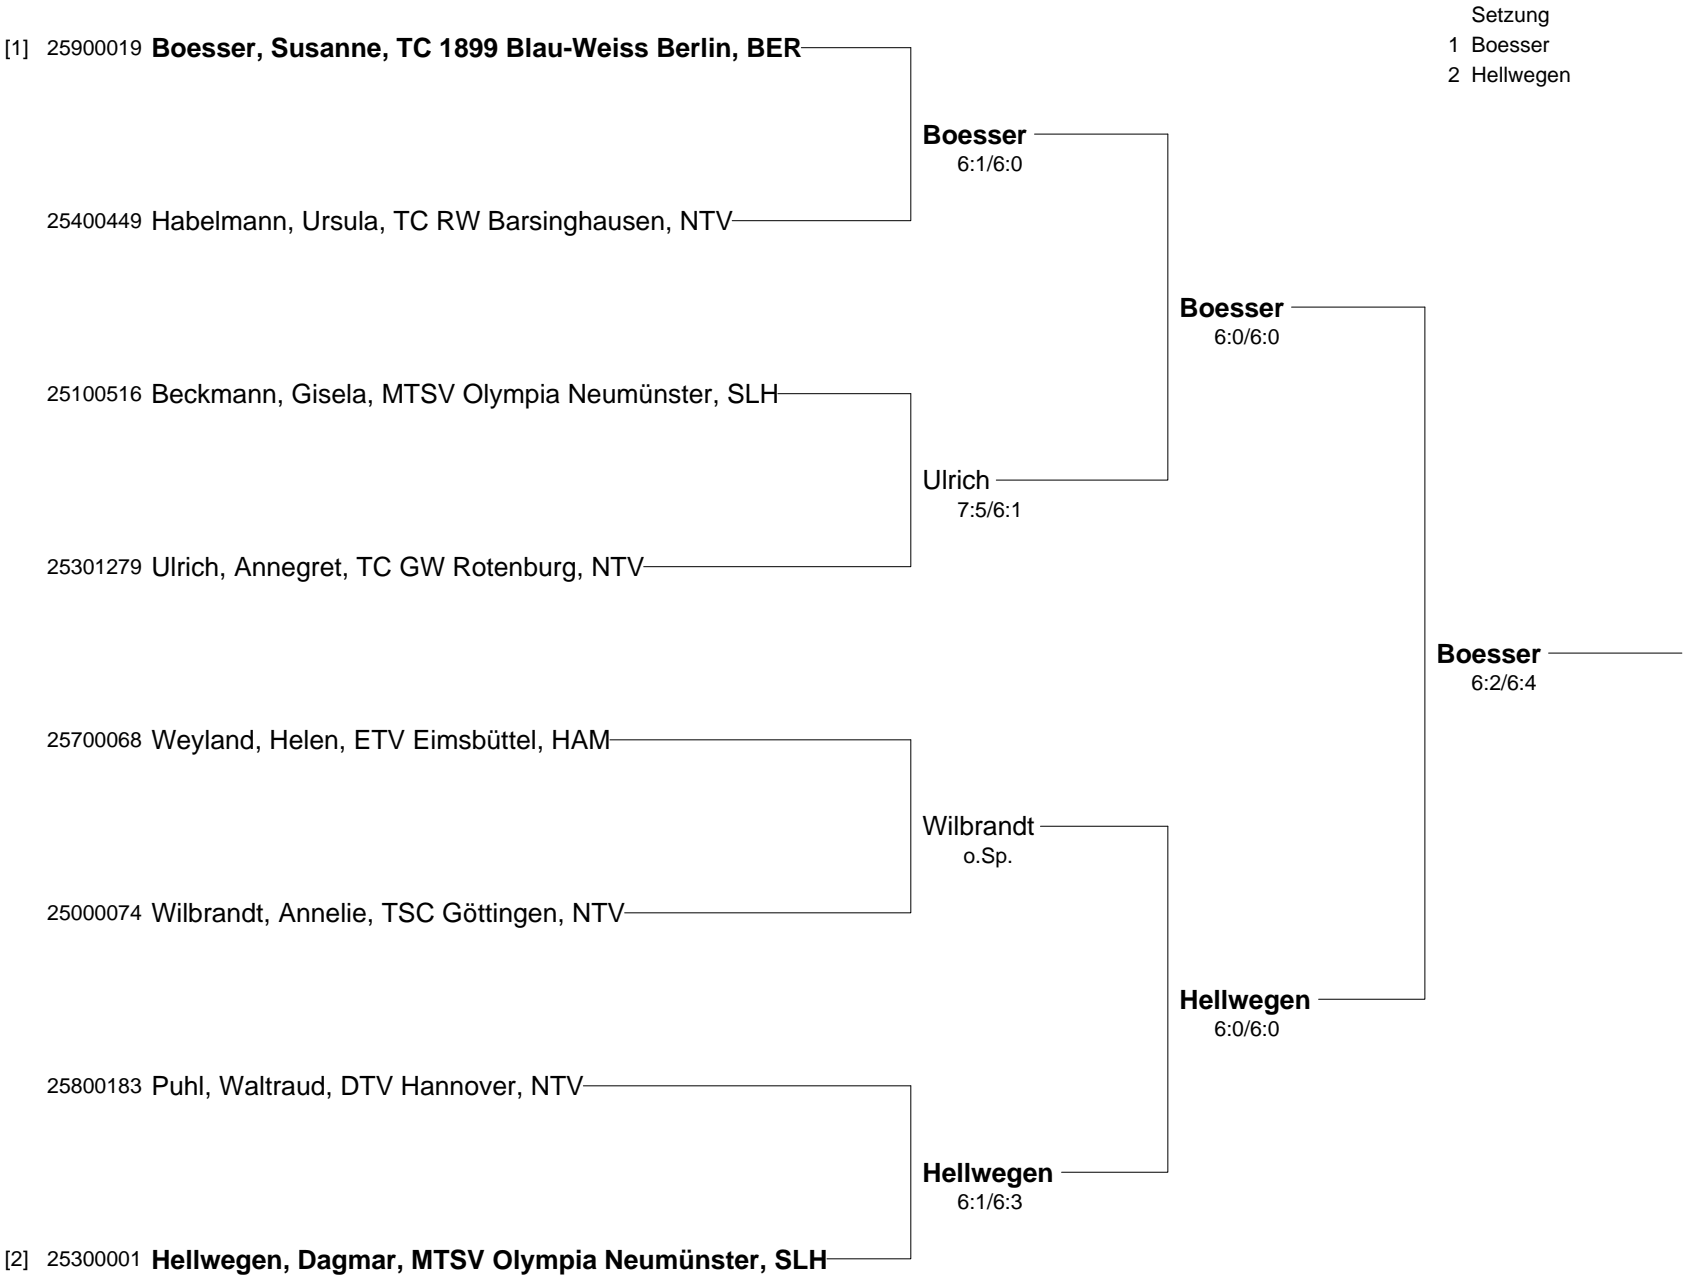 Setzung
1 Boesser
2 Hellwegen
[1] 25900019 Boesser, Susanne, TC 1899 Blau-Weiss Berlin, BER
Boesser
6:1/6:0
25400449 Habelmann, Ursula, TC RW Barsinghausen, NTV
Boesser
6:0/6:0
25100516 Beckmann, Gisela, MTSV Olympia Neumünster, SLH
Ulrich
7:5/6:1
25301279 Ulrich, Annegret, TC GW Rotenburg, NTV
Boesser
6:2/6:4
25700068 Weyland, Helen, ETV Eimsbüttel, HAM
Wilbrandt
o.Sp.
25000074 Wilbrandt, Annelie, TSC Göttingen, NTV
Hellwegen
6:0/6:0
25800183 Puhl, Waltraud, DTV Hannover, NTV
Hellwegen
6:1/6:3
[2] 25300001 Hellwegen, Dagmar, MTSV Olympia Neumünster, SLH